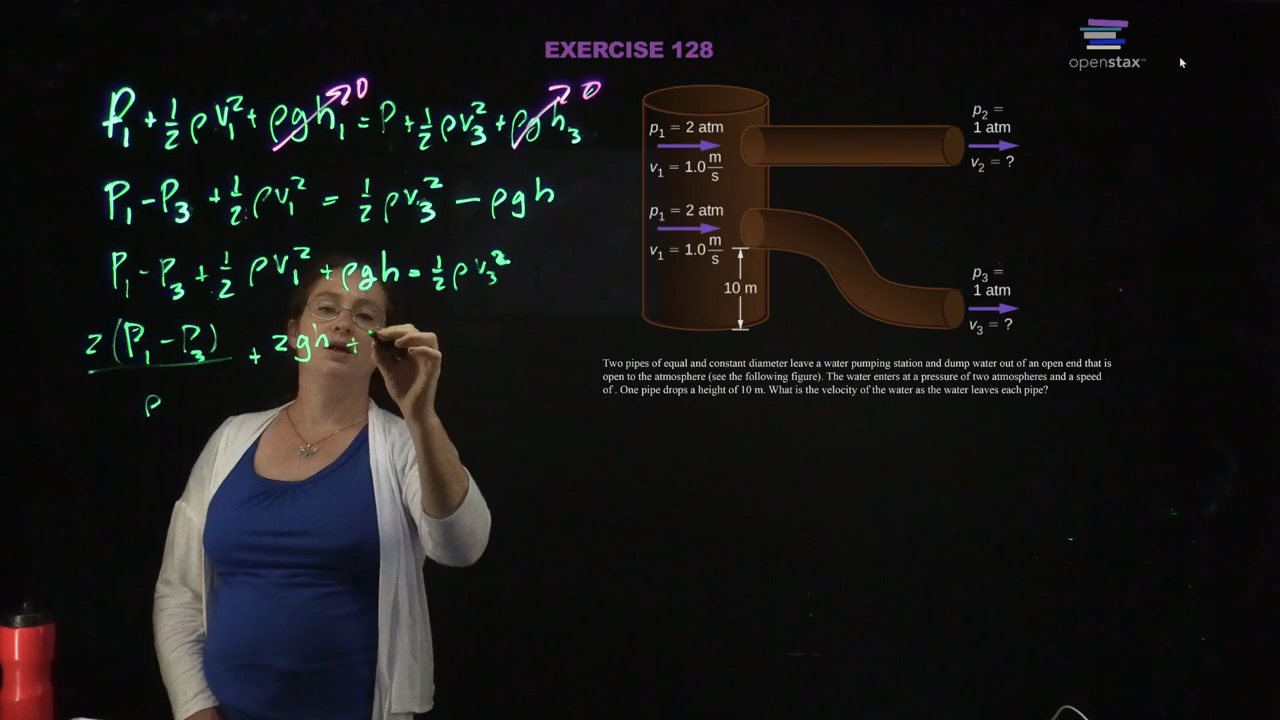 EXERCISE 128
openstax™
P₁ + ½ ρ v₁² + ρgh₁ → 0 = P + ½ ρv₃² + ρgh₃ → 0
P₁ - P₃ + ½ ρv₁² = ½ ρv₃² - ρgh
P₁ - P₃ + ½ ρv₁² + ρgh = ½ ρv₃²
2(P₁ - P₃) + 2gh +
ρ
p₁ = 2 atm
v₁ = 1.0 m/s
p₁ = 2 atm
v₁ = 1.0 m/s
10 m
p₂ =
1 atm
v₂ = ?
p₃ =
1 atm
v₃ = ?
Two pipes of equal and constant diameter leave a water pumping station and dump water out of an open end that is
open to the atmosphere (see the following figure). The water enters at a pressure of two atmospheres and a speed
of . One pipe drops a height of 10 m. What is the velocity of the water as the water leaves each pipe?